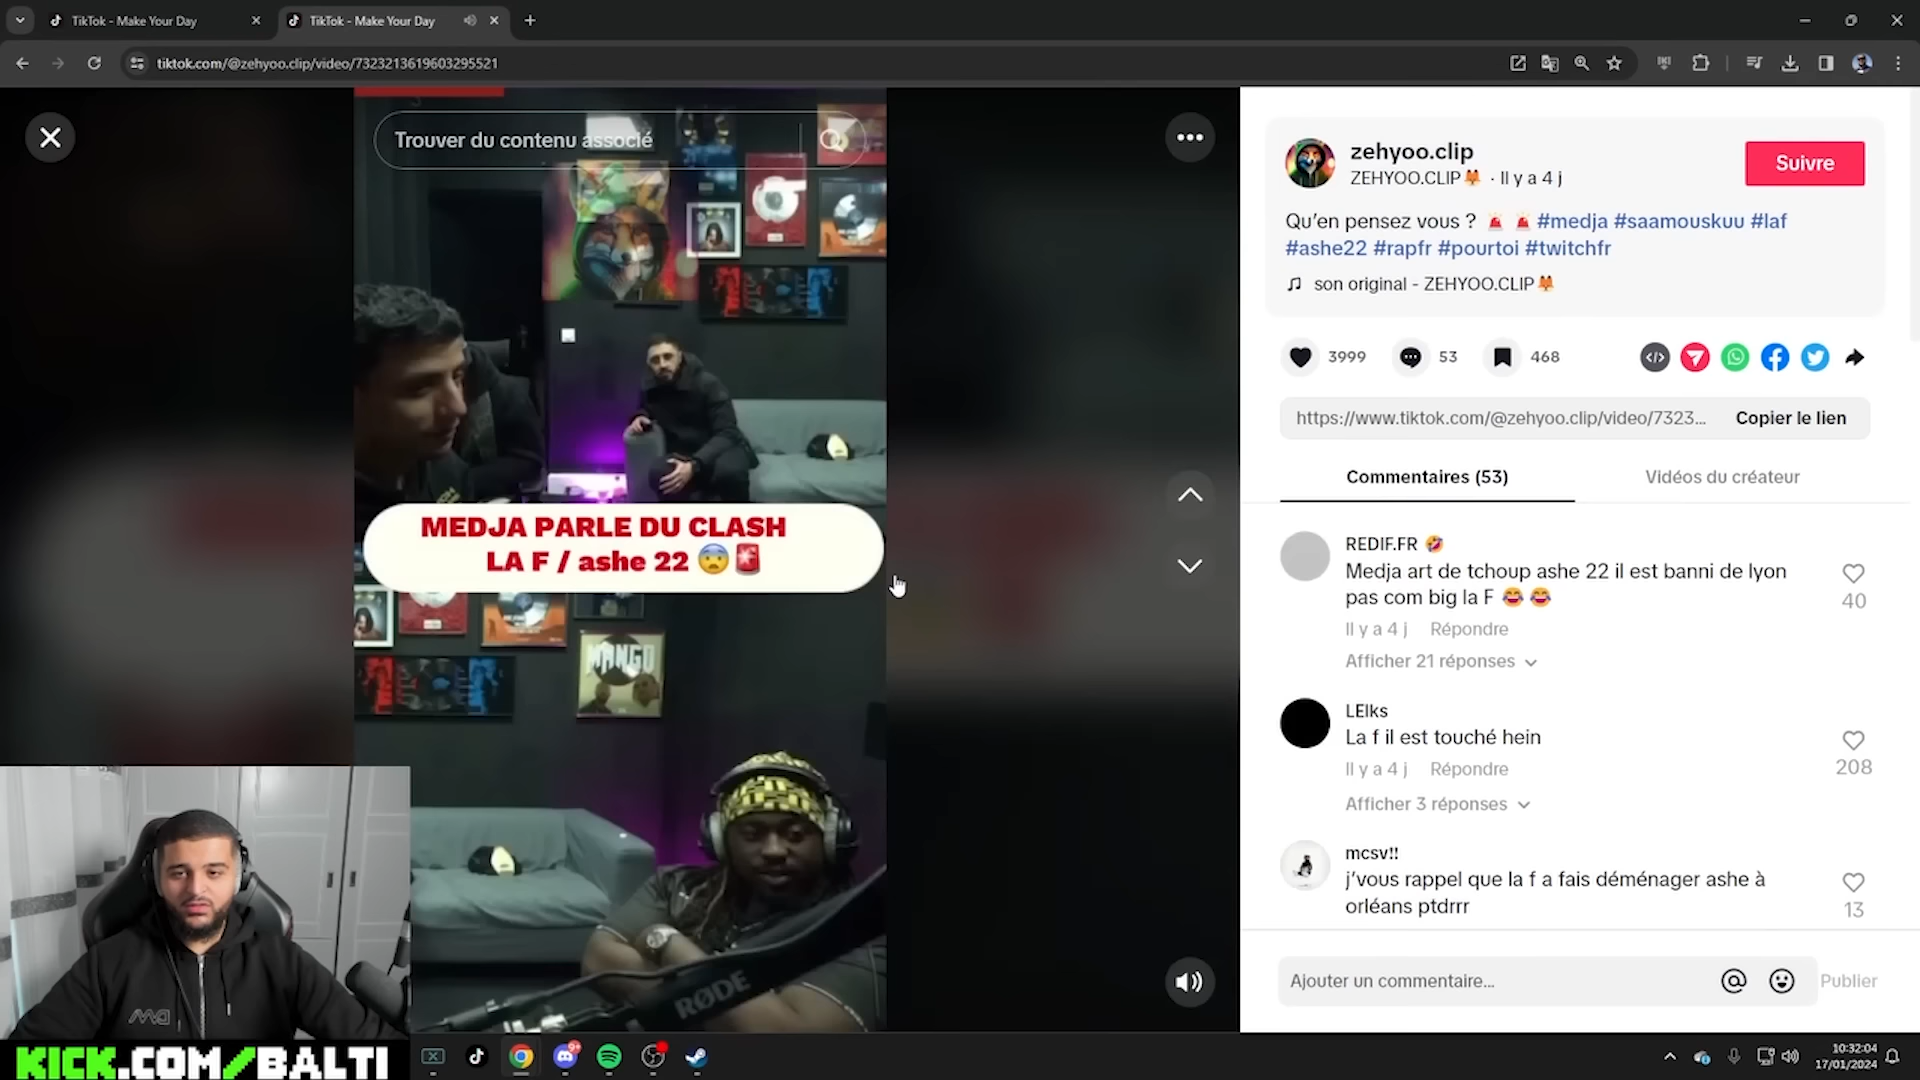 TikTok - Make Your Day
TikTok - Make Your Day
tiktok.com/@zehyoo.clip/video/7323213619603295521
Trouver du contenu associé
MEDJA PARLE DU CLASH
LA F / ashe 22 😨🚨
MANGO
RØDE
KICK.COM/BALTI
zehyoo.clip
ZEHYOO.CLIP🦊 · Il y a 4 j
Suivre
Qu'en pensez vous ? 🚨 🚨 #medja #saamouskuu #laf
#ashe22 #rapfr #pourtoi #twitchfr
son original - ZEHYOO.CLIP🦊
3999
53
468
https://www.tiktok.com/@zehyoo.clip/video/7323...
Copier le lien
Commentaires (53)
Vidéos du créateur
REDIF.FR 🤣
Medja art de tchoup ashe 22 il est banni de lyon
pas com big la F 😂 😂
40
Il y a 4 j Répondre
Afficher 21 réponses
LElks
La f il est touché hein
208
Il y a 4 j Répondre
Afficher 3 réponses
mcsv!!
j'vous rappel que la f a fais déménager ashe à
orléans ptdrrr
13
Ajouter un commentaire...
Publier
10:32:04
17/01/2024